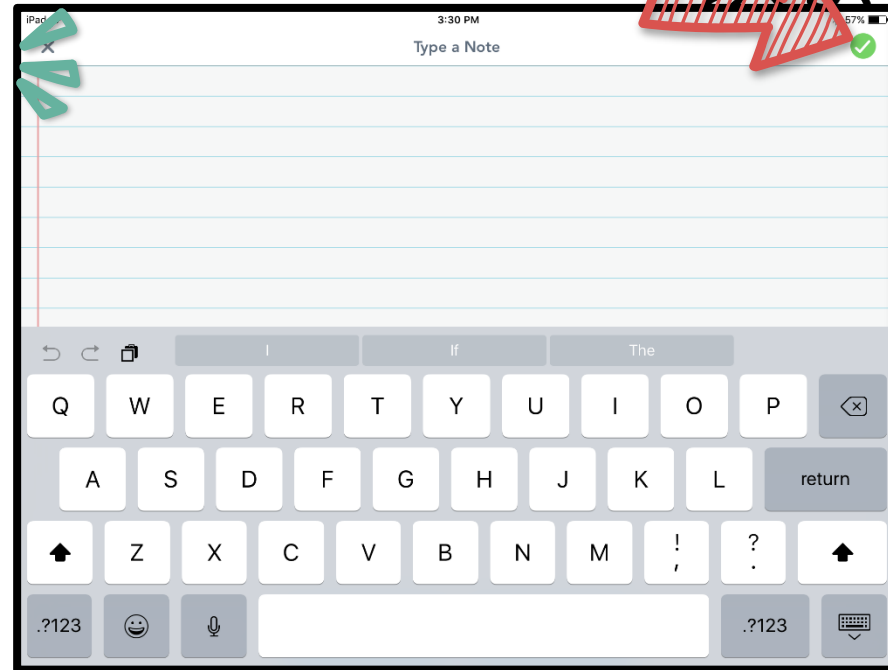 iPad 3:30 PM 57%
Type a Note
I If The
Q W E R T Y U I O P
A S D F G H J K L return
Z X C V B N M ! , ? .
.?123 .?123